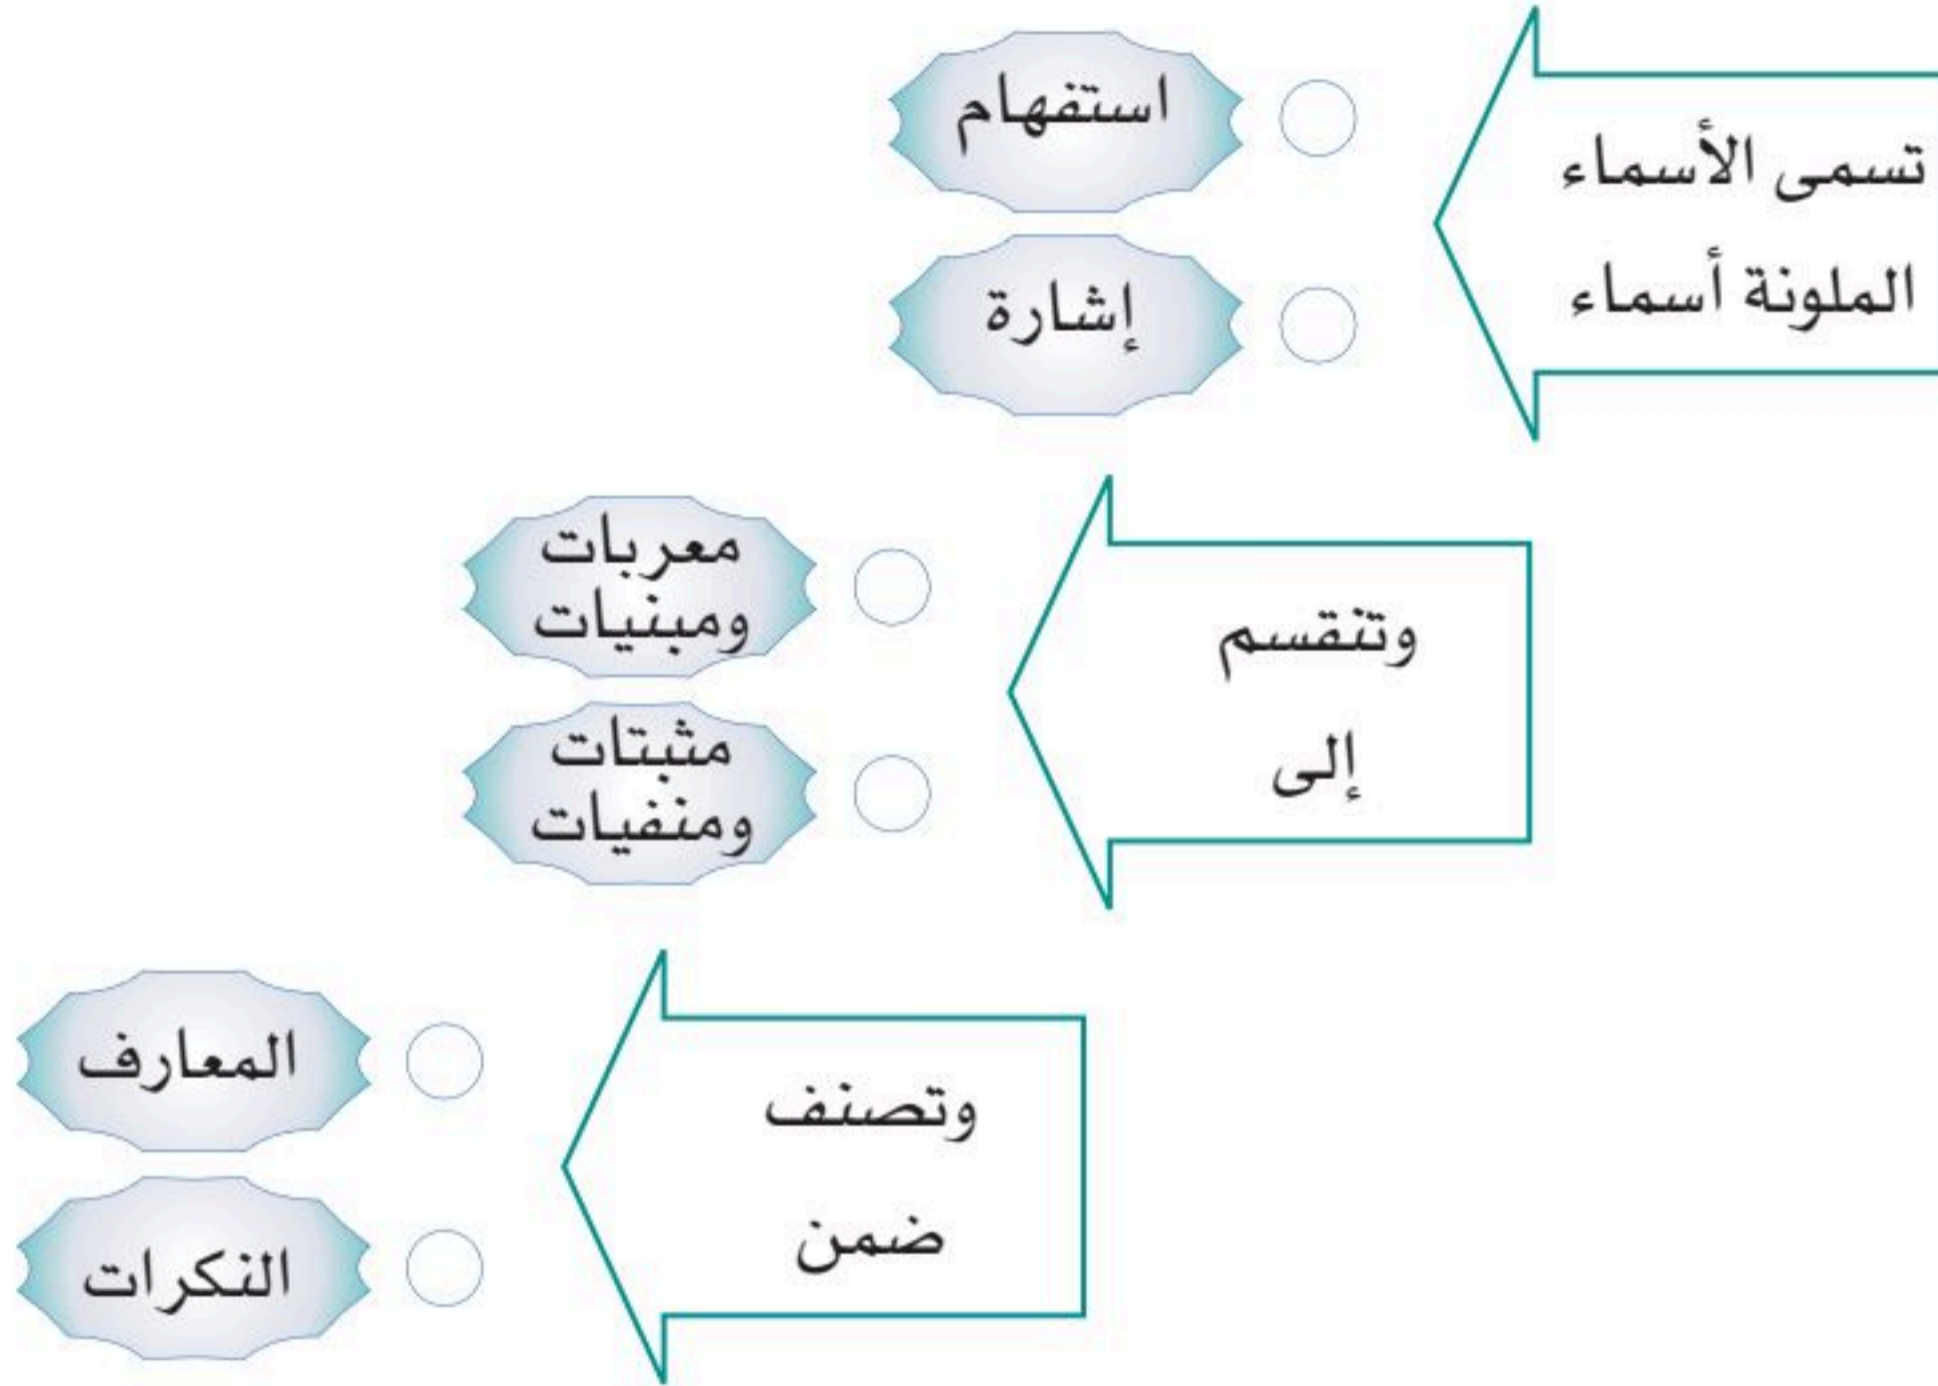 تسمى الأسماء
الملونة أسماء
استفهام
إشارة
وتنقسم
إلى
معربات
ومبنيات
مثبتات
ومنفيات
وتصنف
ضمن
المعارف
النكرات